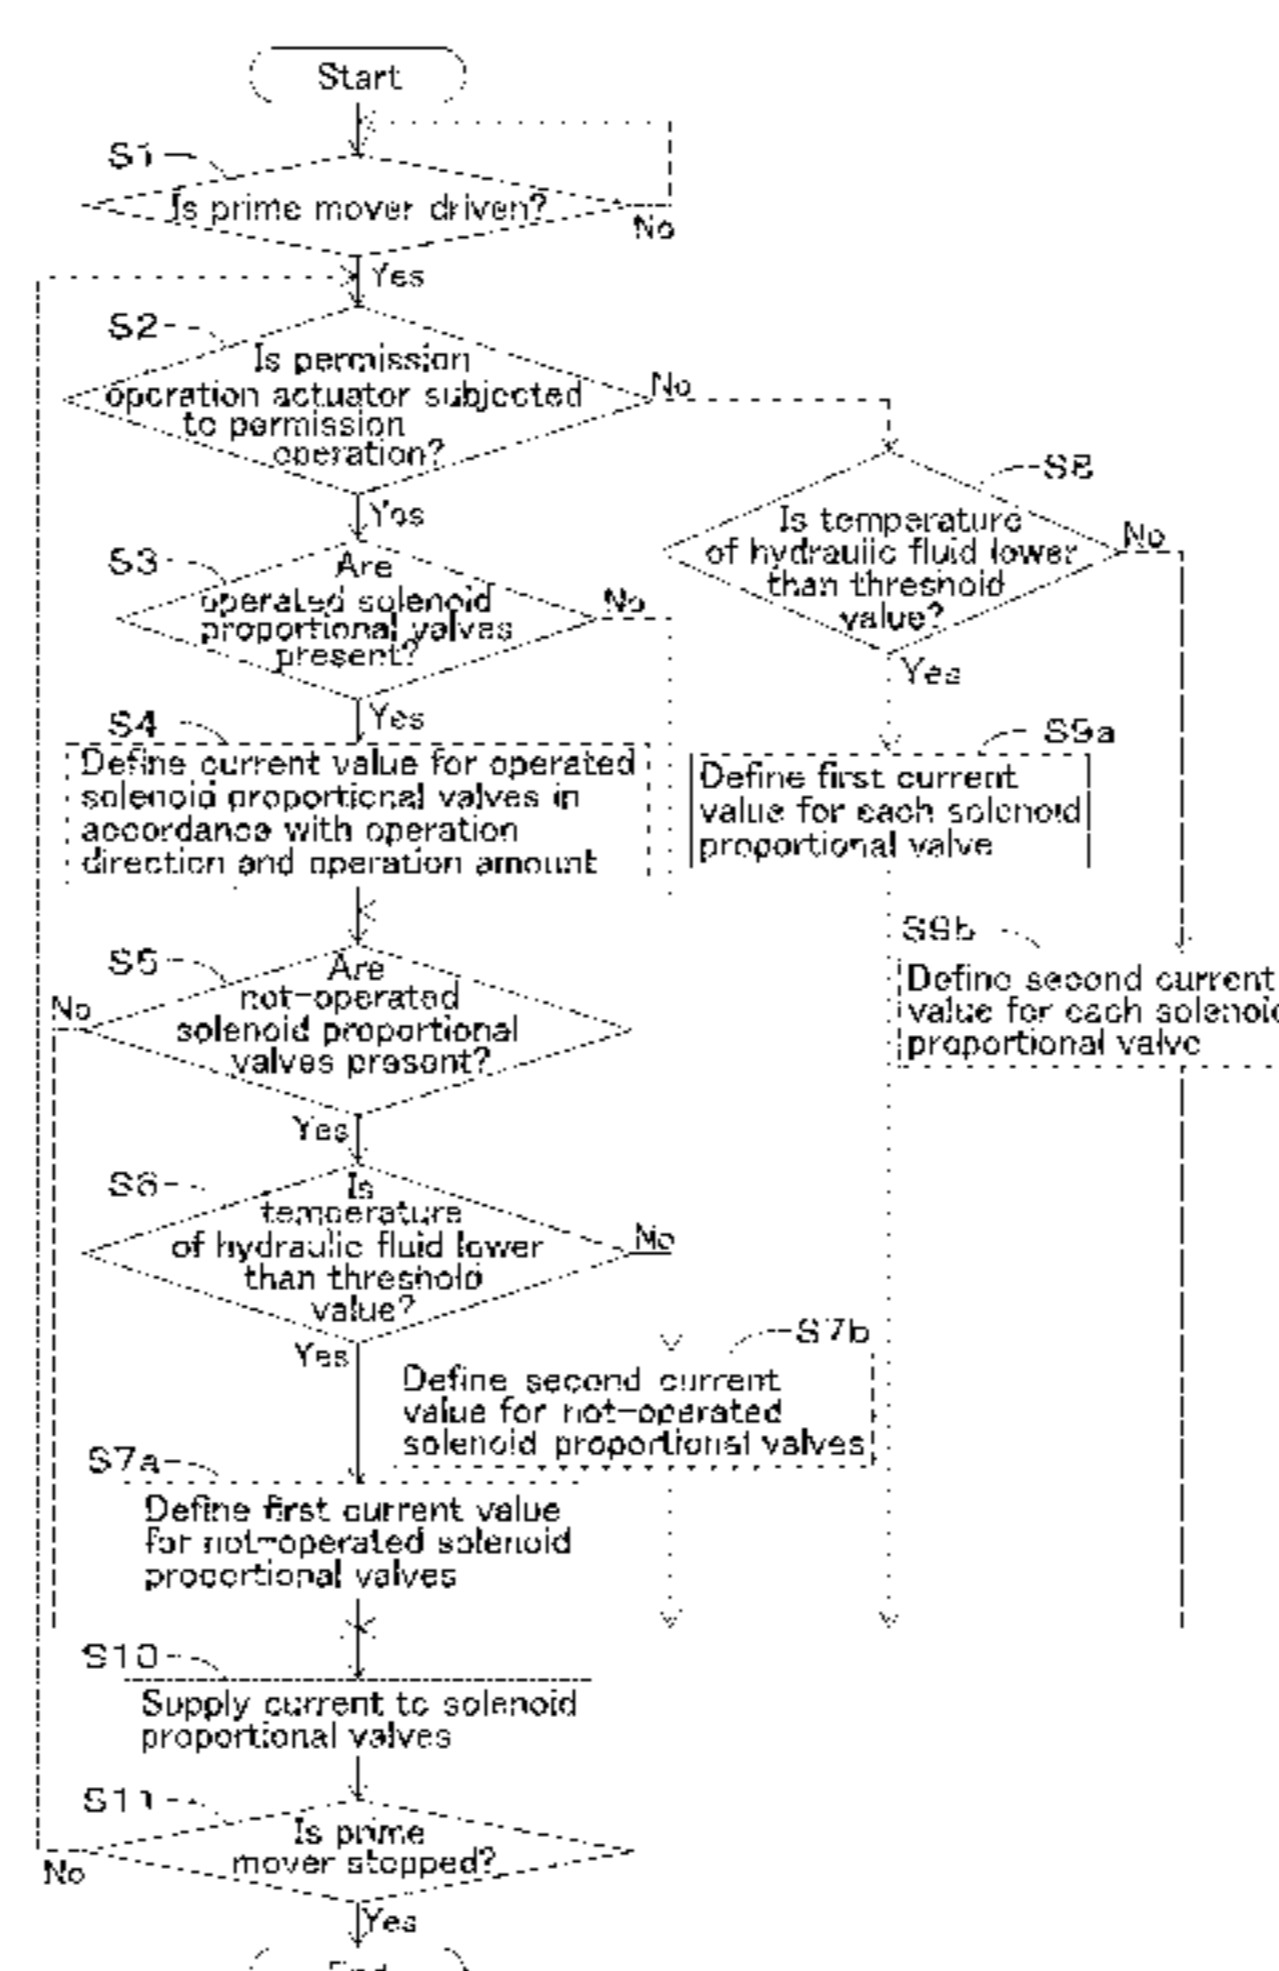 Start
S1
Is prime mover driven?
No
Yes
S2
Is permission
operation actuator subjected
to permission
operation?
No
Yes
S8
Is temperature
of hydraulic fluid lower
than threshold
value?
No
Yes
S3
Are
operated solenoid
proportional valves
present?
No
Yes
S4
Define current value for operated
solenoid proportional valves in
accordance with operation
direction and operation amount
S9a
Define first current
value for each solenoid
proportional valve
S9b
Define second current
value for each solenoid
proportional valve
S5
Are
not-operated
solenoid proportional
valves present?
No
Yes
S6
Is
temperature
of hydraulic fluid lower
than threshold
value?
No
Yes
S7b
Define second current
value for not-operated
solenoid proportional valves
S7a
Define first current value
for not-operated solenoid
proportional valves
S10
Supply current to solenoid
proportional valves
S11
Is prime
mover stopped?
No
Yes